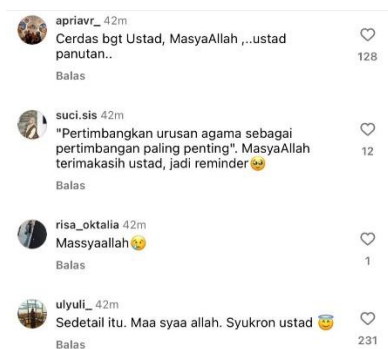 apriavr_ 42m
Cerdas bgt Ustad, MasyaAllah ,..ustad
panutan..
128
Balas
suci.sis 42m
"Pertimbangkan urusan agama sebagai
pertimbangan paling penting". MasyaAllah
terimakasih ustad, jadi reminder🥹
12
Balas
risa_oktalia 42m
Massyaallah😢
1
Balas
ulyuli_ 42m
Sedetail itu. Maa syaa allah. Syukron ustad 😇
231
Balas